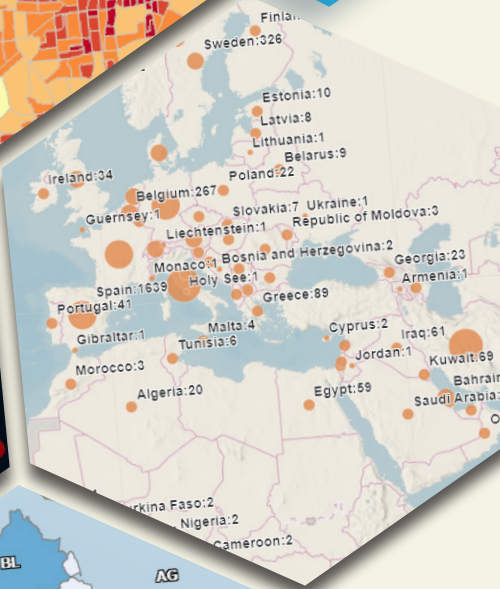 Sweden:326
Estonia:10
Latvia:8
Lithuania:1
Belarus:9
Ireland:34
Poland:22
Belgium:267
Guernsey:1
Slovakia:7
Ukraine:1
Republic of Moldova:3
Liechtenstein:1
Bosnia and Herzegovina:2
Monaco:1
Holy See:1
Georgia:23
Armenia:1
Spain:1639
Greece:89
Portugal:41
Malta:4
Cyprus:2
Iraq:61
Gibraltar:1
Tunisia:6
Jordan:1
Kuwait:69
Morocco:3
Bahrain
Algeria:20
Egypt:59
Saudi Arabia:
Faso:2
Nigeria:2
Cameroon:2
BL
AG